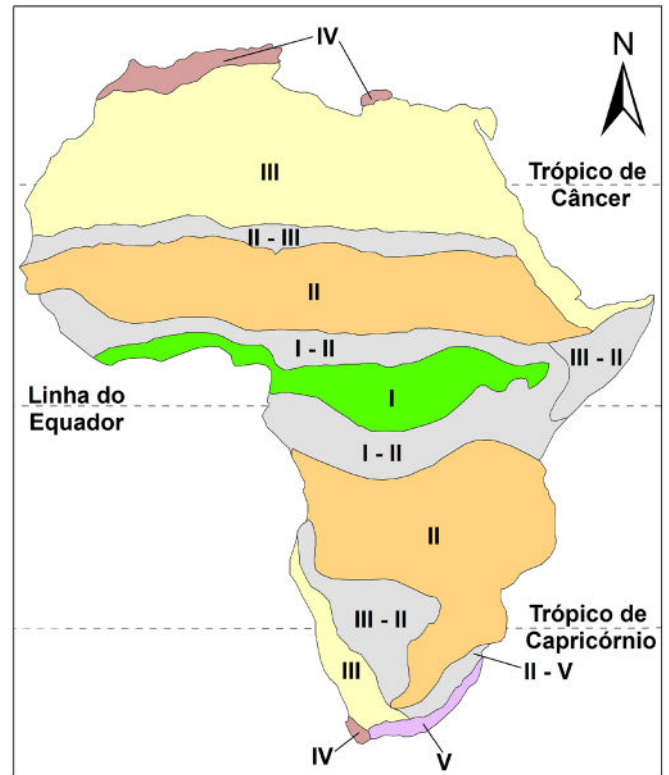 IV
N
III
Trópico de
Câncer
II - III
II
I - II
III - II
I
Linha do
Equador
I - II
II
III - II
Trópico de
Capricórnio
II - V
III
IV
V